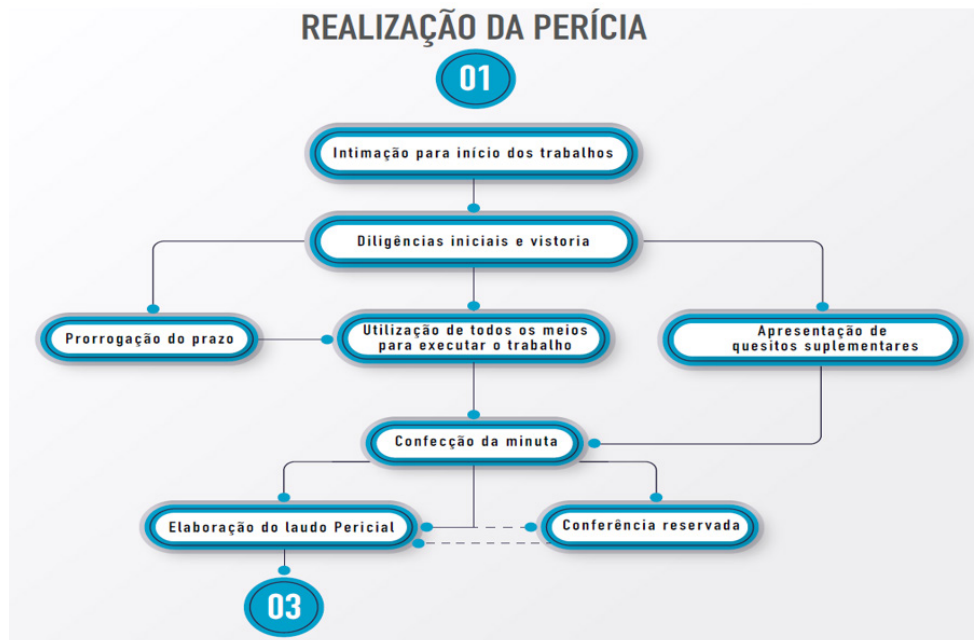 REALIZAÇÃO DA PERÍCIA
01
Intimação para início dos trabalhos
Diligências iniciais e vistoria
Prorrogação do prazo
Utilização de todos os meios
para executar o trabalho
Apresentação de
quesitos suplementares
Confecção da minuta
Elaboração do laudo Pericial
Conferência reservada
03